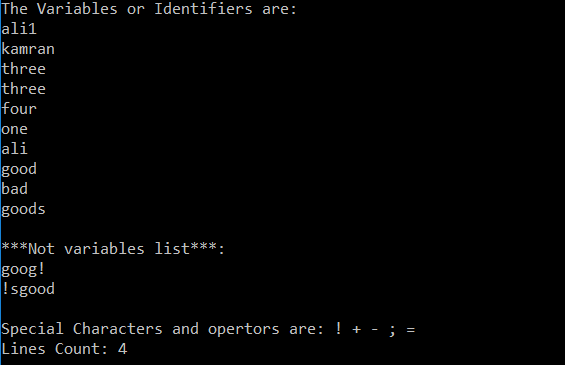 The Variables or Identifiers are:
ali1
kamran
three
three
four
one
ali
good
bad
goods
***Not variables list***:
goog!
!sgood
Special Characters and opertors are: ! + - ; =
Lines Count: 4